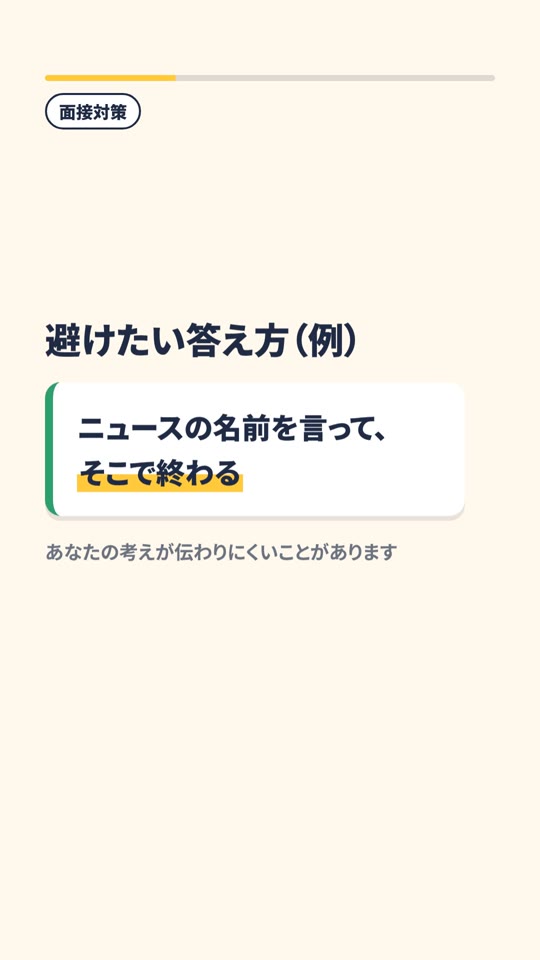 面接対策
避けたい答え方（例）
ニュースの名前を言って、
そこで終わる
あなたの考えが伝わりにくいことがあります